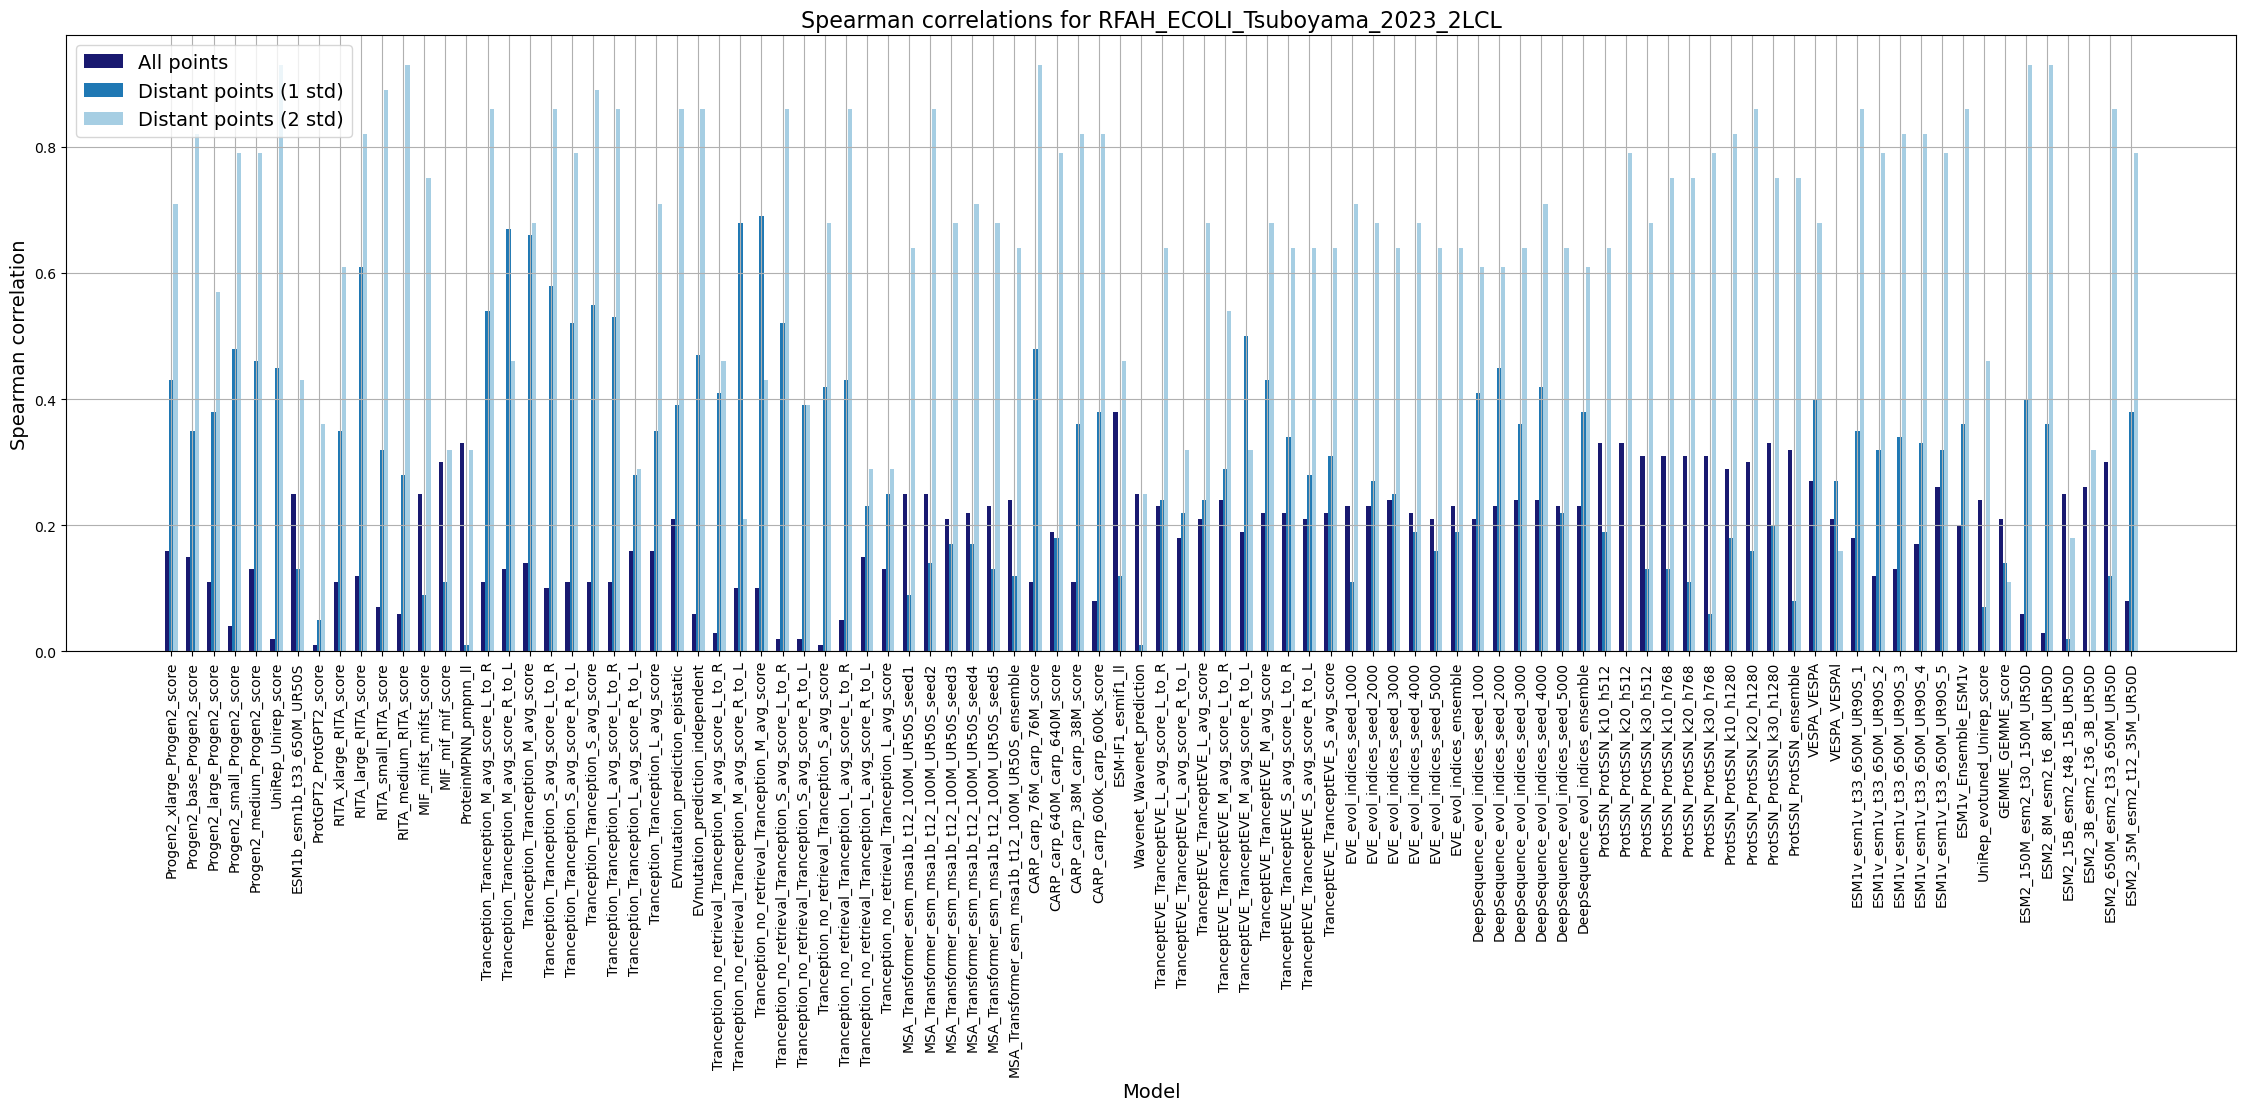 Spearman correlations for RFAH_ECOLI_Tsuboyama_2023_2LCL
All points
Distant points (1 std)
Distant points (2 std)
Spearman correlation
0.8
0.6
0.4
0.2
0.0
Progen2_xlarge_Progen2_score
Progen2_base_Progen2_score
Progen2_large_Progen2_score
Progen2_small_Progen2_score
Progen2_medium_Progen2_score
UniRep_Unirep_score
ESM1b_esm1b_t33_650M_UR50S
ProtGPT2_ProtGPT2_score
RITA_xlarge_RITA_score
RITA_large_RITA_score
RITA_small_RITA_score
RITA_medium_RITA_score
MIF_mifst_mifst_score
MIF_mif_mif_score
ProteinMPNN_pmpnn_ll
Tranception_Tranception_M_avg_score_L_to_R
Tranception_Tranception_M_avg_score_R_to_L
Tranception_Tranception_M_avg_score
Tranception_Tranception_S_avg_score_L_to_R
Tranception_Tranception_S_avg_score_R_to_L
Tranception_Tranception_S_avg_score
Tranception_Tranception_L_avg_score_L_to_R
Tranception_Tranception_L_avg_score_R_to_L
Tranception_Tranception_L_avg_score
EVmutation_prediction_epistatic
EVmutation_prediction_independent
Tranception_no_retrieval_Tranception_M_avg_score_L_to_R
Tranception_no_retrieval_Tranception_M_avg_score_R_to_L
Tranception_no_retrieval_Tranception_M_avg_score
Tranception_no_retrieval_Tranception_S_avg_score_L_to_R
Tranception_no_retrieval_Tranception_S_avg_score_R_to_L
Tranception_no_retrieval_Tranception_S_avg_score
Tranception_no_retrieval_Tranception_L_avg_score_L_to_R
Tranception_no_retrieval_Tranception_L_avg_score_R_to_L
Tranception_no_retrieval_Tranception_L_avg_score
MSA_Transformer_esm_msa1b_t12_100M_UR50S_seed1
MSA_Transformer_esm_msa1b_t12_100M_UR50S_seed2
MSA_Transformer_esm_msa1b_t12_100M_UR50S_seed3
MSA_Transformer_esm_msa1b_t12_100M_UR50S_seed4
MSA_Transformer_esm_msa1b_t12_100M_UR50S_seed5
MSA_Transformer_esm_msa1b_t12_100M_UR50S_ensemble
CARP_carp_76M_carp_76M_score
CARP_carp_640M_carp_640M_score
CARP_carp_38M_carp_38M_score
CARP_carp_600k_carp_600k_score
ESM-IF1_esmif1_ll
Wavenet_Wavenet_prediction
TranceptEVE_TranceptEVE_L_avg_score_L_to_R
TranceptEVE_TranceptEVE_L_avg_score_R_to_L
TranceptEVE_TranceptEVE_L_avg_score
TranceptEVE_TranceptEVE_M_avg_score_L_to_R
TranceptEVE_TranceptEVE_M_avg_score_R_to_L
TranceptEVE_TranceptEVE_M_avg_score
TranceptEVE_TranceptEVE_S_avg_score_L_to_R
TranceptEVE_TranceptEVE_S_avg_score_R_to_L
TranceptEVE_TranceptEVE_S_avg_score
EVE_evol_indices_seed_1000
EVE_evol_indices_seed_2000
EVE_evol_indices_seed_3000
EVE_evol_indices_seed_4000
EVE_evol_indices_seed_5000
EVE_evol_indices_ensemble
DeepSequence_evol_indices_seed_1000
DeepSequence_evol_indices_seed_2000
DeepSequence_evol_indices_seed_3000
DeepSequence_evol_indices_seed_4000
DeepSequence_evol_indices_seed_5000
DeepSequence_evol_indices_ensemble
ProtSSN_ProtSSN_k10_h512
ProtSSN_ProtSSN_k20_h512
ProtSSN_ProtSSN_k30_h512
ProtSSN_ProtSSN_k10_h768
ProtSSN_ProtSSN_k20_h768
ProtSSN_ProtSSN_k30_h768
ProtSSN_ProtSSN_k10_h1280
ProtSSN_ProtSSN_k20_h1280
ProtSSN_ProtSSN_k30_h1280
ProtSSN_ProtSSN_ensemble
VESPA_VESPA
VESPA_VESPAl
ESM1v_esm1v_t33_650M_UR90S_1
ESM1v_esm1v_t33_650M_UR90S_2
ESM1v_esm1v_t33_650M_UR90S_3
ESM1v_esm1v_t33_650M_UR90S_4
ESM1v_esm1v_t33_650M_UR90S_5
ESM1v_Ensemble_ESM1v
UniRep_evotuned_Unirep_score
GEMME_GEMME_score
ESM2_150M_esm2_t30_150M_UR50D
ESM2_8M_esm2_t6_8M_UR50D
ESM2_15B_esm2_t48_15B_UR50D
ESM2_3B_esm2_t36_3B_UR50D
ESM2_650M_esm2_t33_650M_UR50D
ESM2_35M_esm2_t12_35M_UR50D
Model